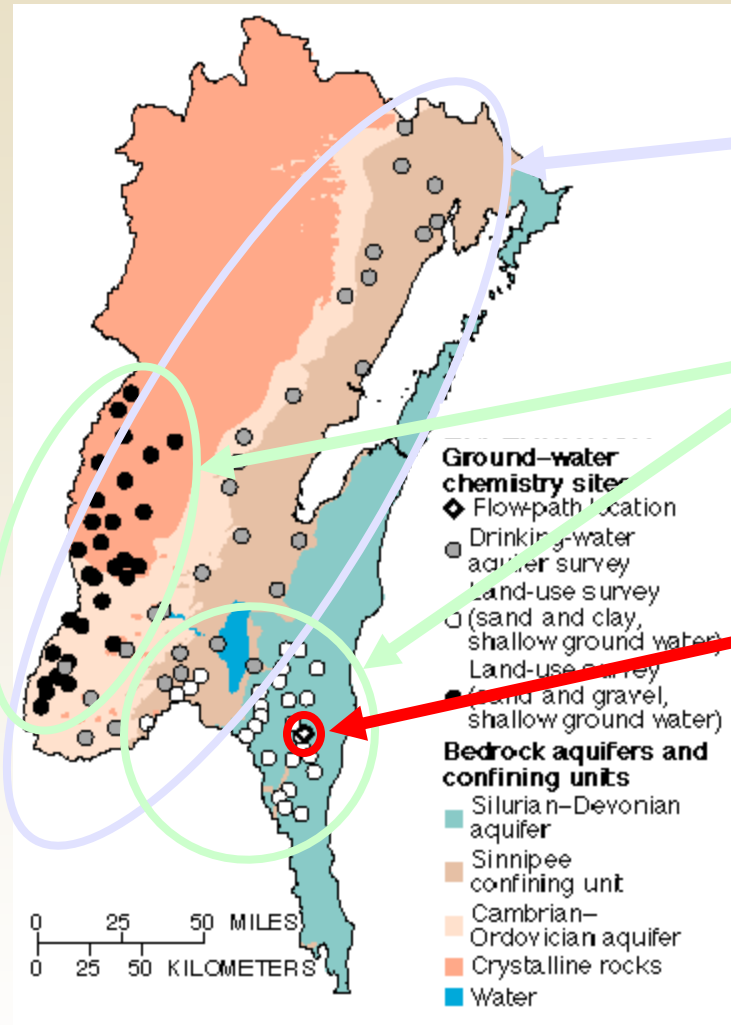 Ground–water
chemistry sites
Flow–path location
Drinking–water
aquifer survey
Land–use survey
(sand and clay,
shallow ground water)
Land–use survey
(sand and gravel,
shallow ground water)
Bedrock aquifers and
confining units
Silurian–Devonian
aquifer
Sinnipee
confining unit
Cambrian–
Ordovician aquifer
Crystalline rocks
Water
0 25 50 MILES
0 25 50 KILOMETERS